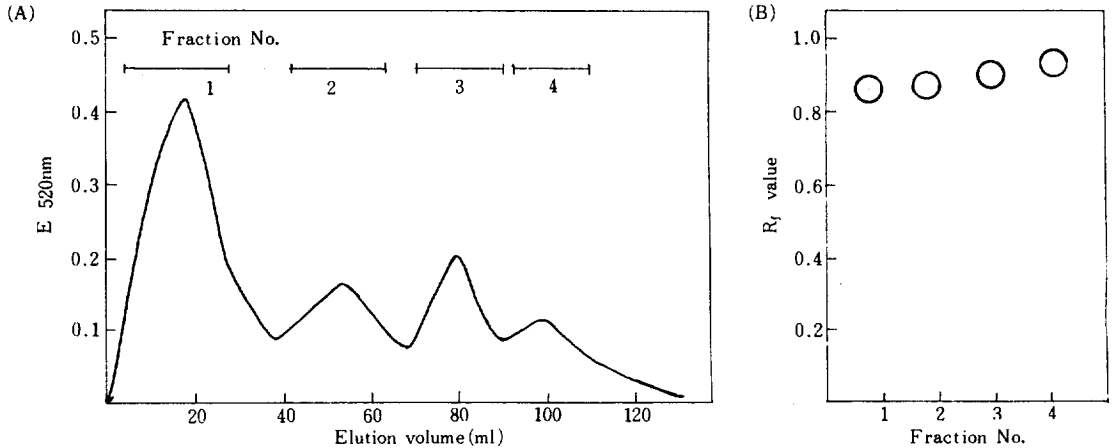 (A)
Fraction No.
1 2 3 4
0.5
0.4
0.3
0.2
0.1
E 520nm
20 40 60 80 100 120
Elution volume(ml)
(B)
1.0
0.8
0.6
0.4
0.2
Rf value
1 2 3 4
Fraction No.